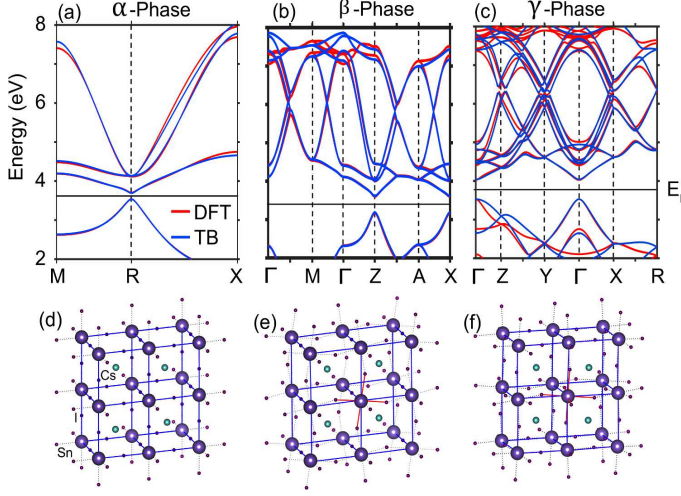 (a) α-Phase
(b) β-Phase
(c) γ-Phase
Energy (eV)
8
6
4
2
DFT
TB
M R X
Γ M Γ Z A X
Γ Z Y Γ X R
E
(d)
(e)
(f)
Cs
I
Sn